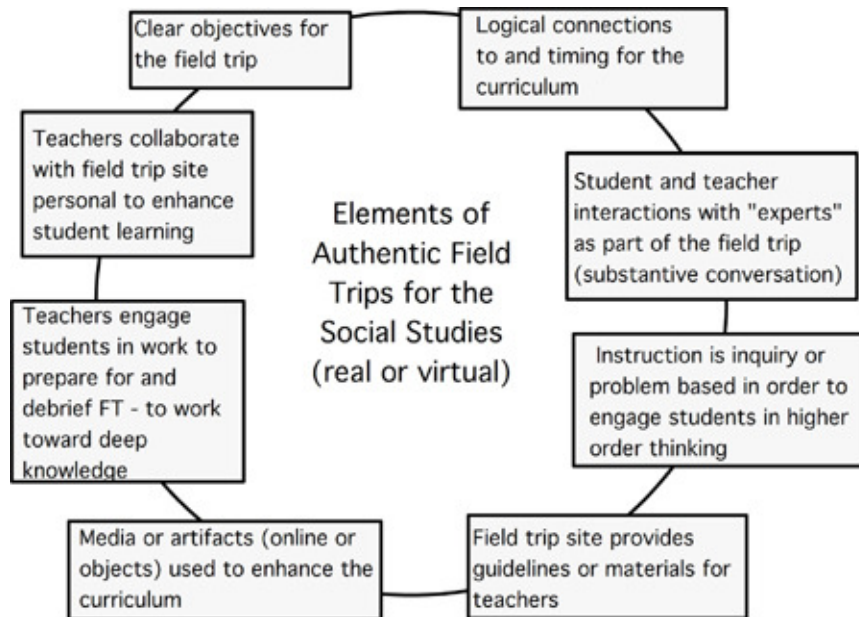 Clear objectives for
the field trip
Logical connections
to and timing for the
curriculum
Teachers collaborate
with field trip site
personal to enhance
student learning
Student and teacher
interactions with "experts"
as part of the field trip
(substantive conversation)
Elements of
Authentic Field
Trips for the
Social Studies
(real or virtual)
Teachers engage
students in work to
prepare for and
debrief FT - to work
toward deep
knowledge
Instruction is inquiry or
problem based in order to
engage students in higher
order thinking
Media or artifacts (online or
objects) used to enhance the
curriculum
Field trip site provides
guidelines or materials for
teachers